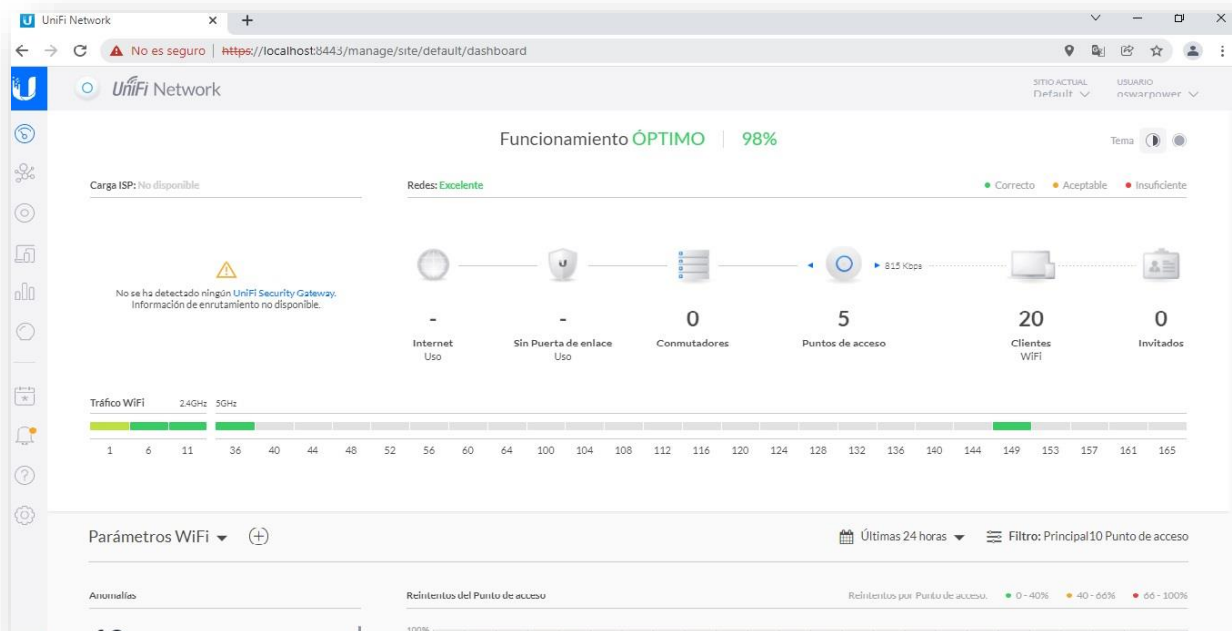 UniFi Network
No es seguro | https://localhost:8443/manage/site/default/dashboard
UniFi Network
SITIO ACTUAL
Default
USUARIO
oswarpower
Funcionamiento ÓPTIMO | 98%
Tema
Carga ISP: No disponible
Redes: Excelente
Correcto
Aceptable
Insuficiente
No se ha detectado ningún UniFi Security Gateway.
Información de enrutamiento no disponible.
815 Kbps
- - 0 5 20 0
Internet
Uso
Sin Puerta de enlace
Uso
Conmutadores
Puntos de acceso
Clientes
WiFi
Invitados
Tráfico WiFi 2.4GHz 5GHz
1 6 11 36 40 44 48 52 56 60 64 100 104 108 112 116 120 124 128 132 136 140 144 149 153 157 161 165
Parámetros WiFi
Últimas 24 horas
Filtro: Principal10 Punto de acceso
Anomalías
Reintentos del Punto de acceso
Reintentos por Punto de acceso. 0 - 40% 40 - 66% 66 - 100%
100%